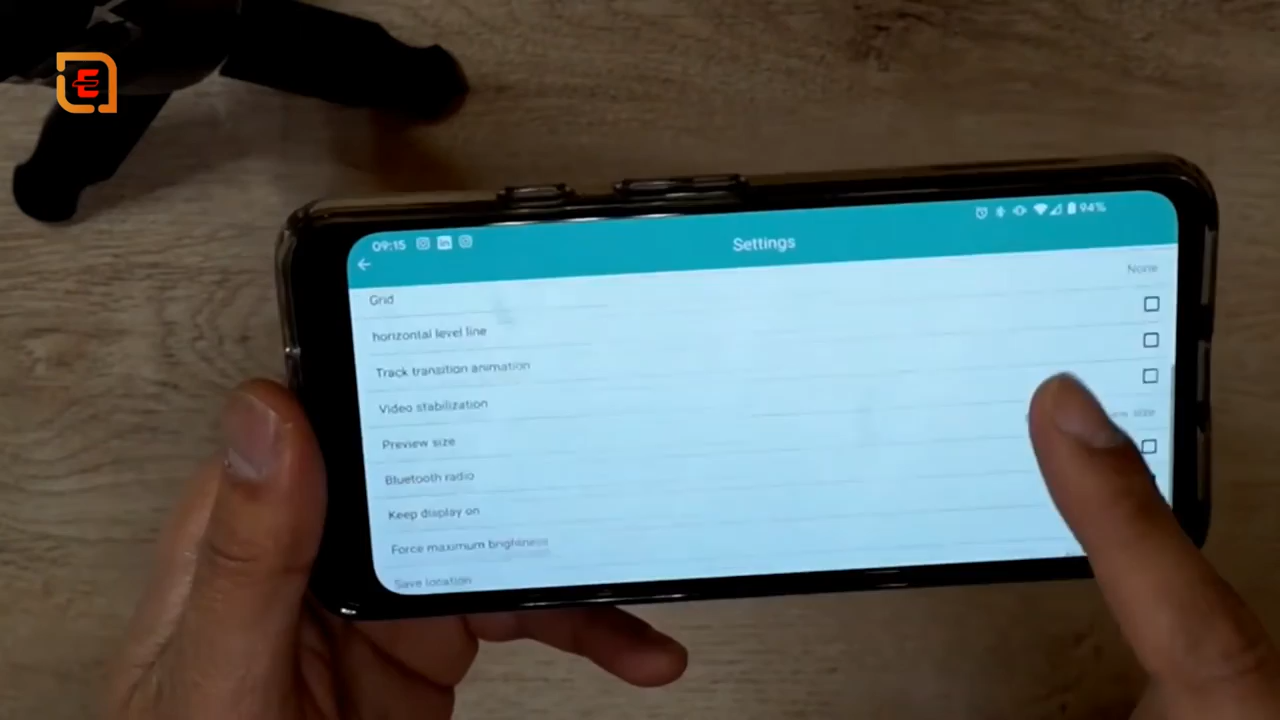 E
09:15
94%
Settings
Grid
None
horizontal level line
Track transition animation
Video stabilization
Preview size
size
Bluetooth radio
Keep display on
Force maximum brightness
Save location